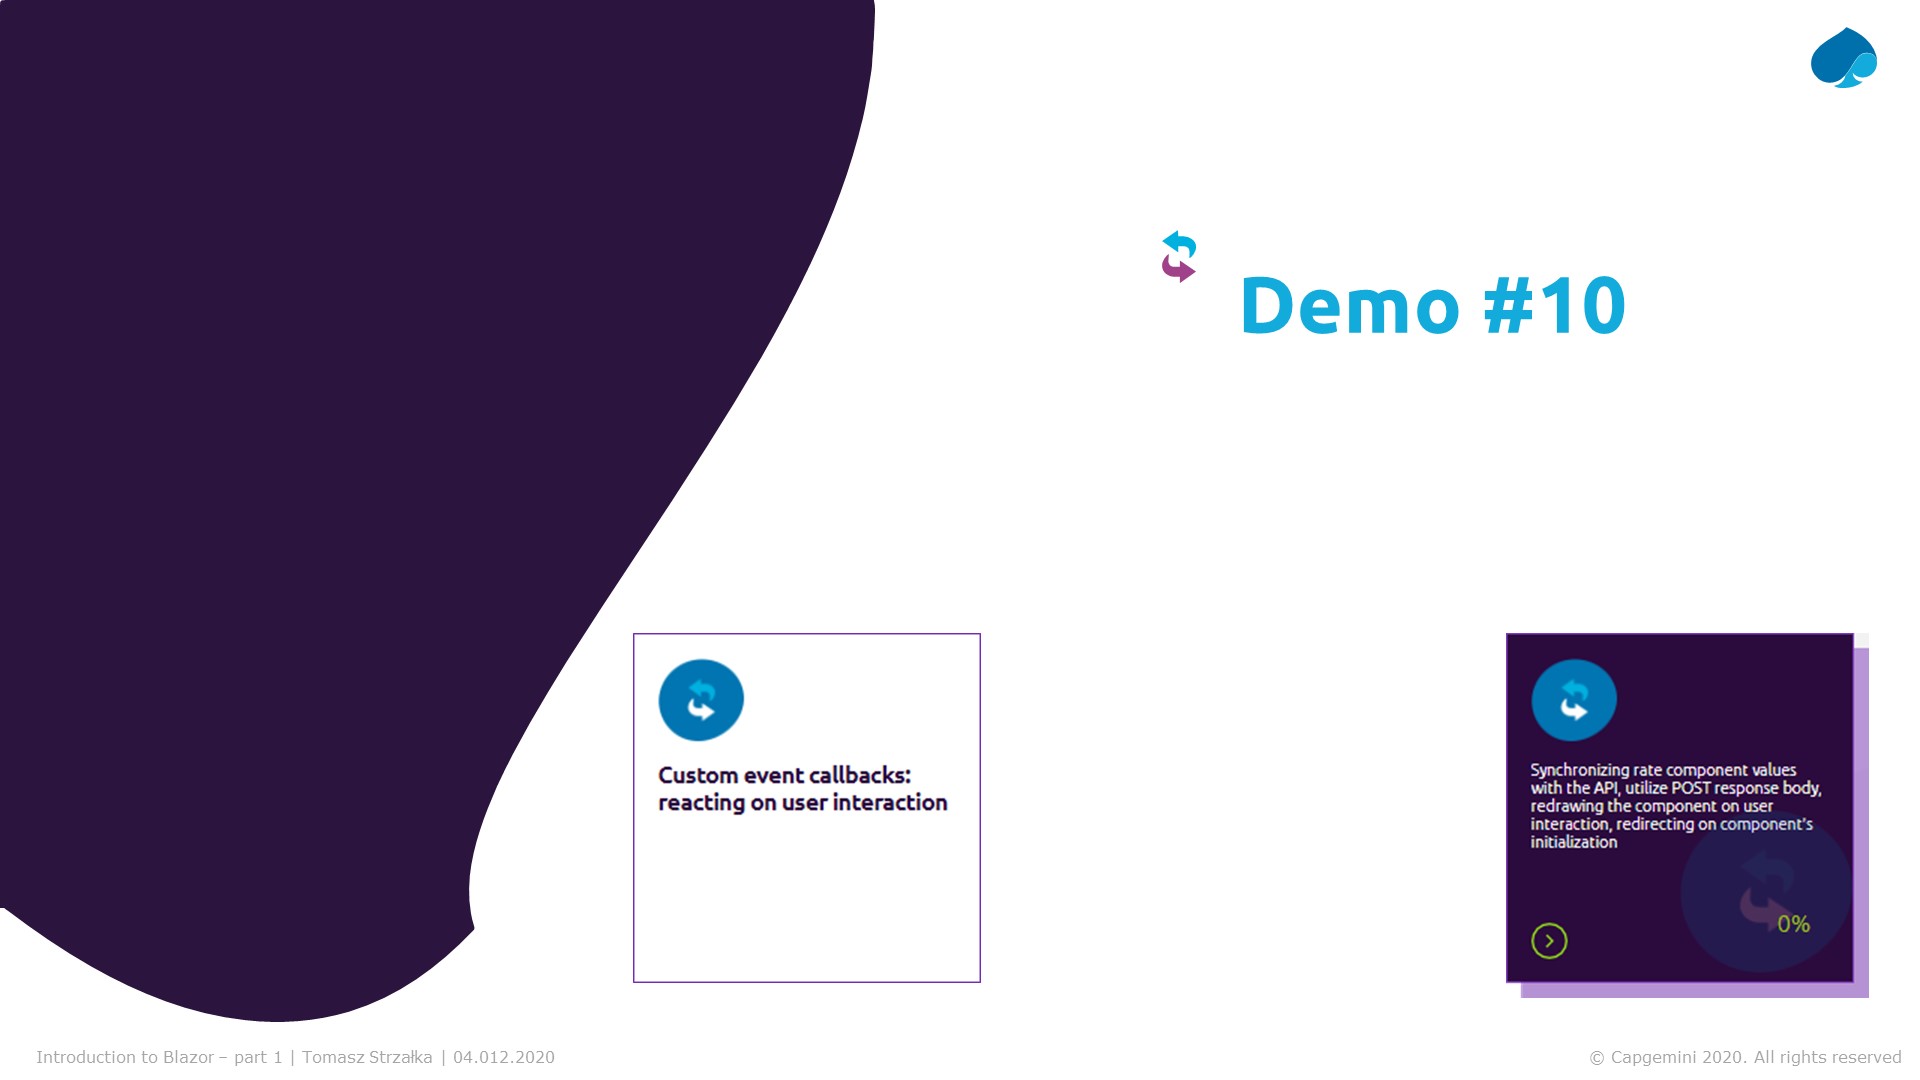 Demo #10
Custom event callbacks:
reacting on user interaction
Synchronizing rate component values
with the API, utilize POST response body,
redrawing the component on user
interaction, redirecting on component's
initialization
0%
Introduction to Blazor – part 1 | Tomasz Strzałka | 04.012.2020
© Capgemini 2020. All rights reserved